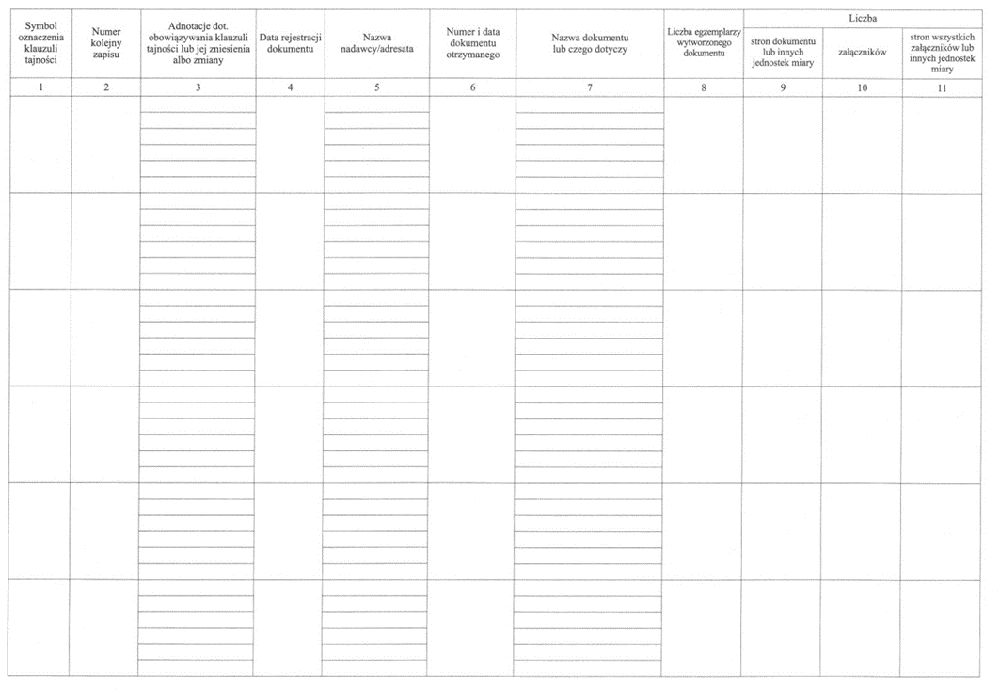 Symbol
oznaczenia
klauzuli
tajności
Numer
kolejny
zapisu
Adnotacje dot.
obowiązywania klauzuli
tajności lub jej zniesienia
albo zmiany
Data rejestracji
dokumentu
Nazwa
nadawcy/adresata
Numer i data
dokumentu
otrzymanego
Nazwa dokumentu
lub czego dotyczy
Liczba egzemplarzy
wytworzonego
dokumentu
Liczba
stron dokumentu
lub innych
jednostek miary
załączników
stron wszystkich
załączników lub
innych jednostek
miary
1 2 3 4 5 6 7 8 9 10 11